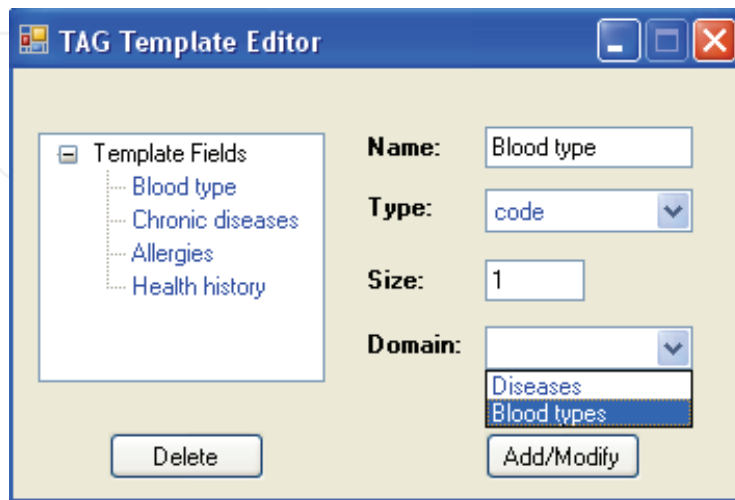 TAG Template Editor
Template Fields
Blood type
Chronic diseases
Allergies
Health history
Name:
Blood type
Type:
code
Size:
1
Domain:
Diseases
Blood types
Delete
Add/Modify